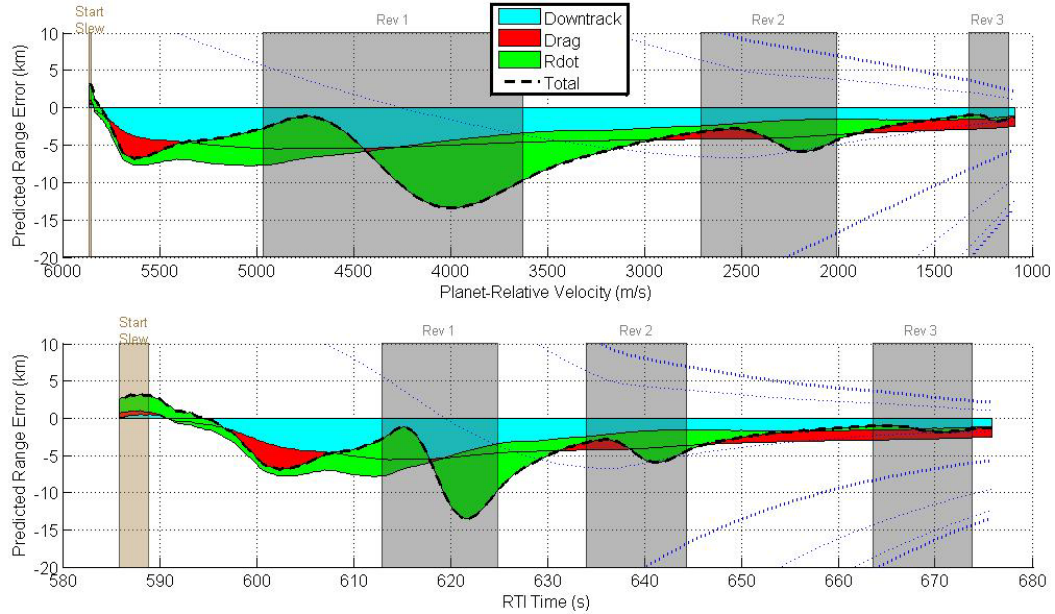 Start
Slew
Rev 1
Rev 2
Rev 3
Downtrack
Drag
Rdot
Total
Predicted Range Error (km)
10
5
0
-5
-10
-15
-20
6000
5500
5000
4500
4000
3500
3000
2500
2000
1500
1000
Planet-Relative Velocity (m/s)
Start
Slew
Rev 1
Rev 2
Rev 3
Predicted Range Error (km)
10
5
0
-5
-10
-15
-20
580
590
600
610
620
630
640
650
660
670
680
RTI Time (s)